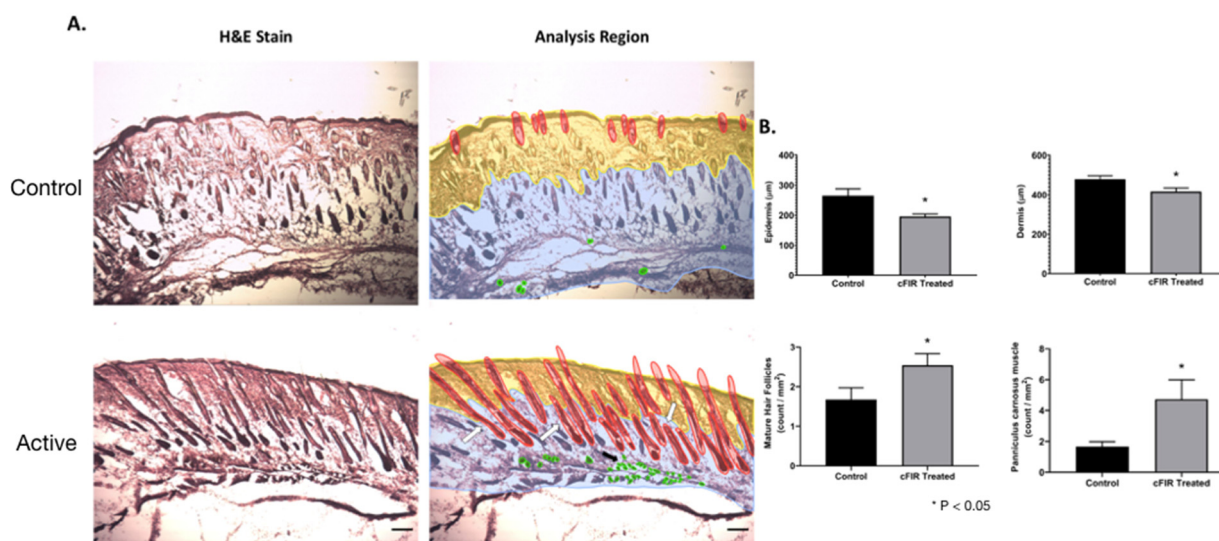 A.
H&E Stain
Analysis Region
Control
Active
B.
Epidermis (μm)
400
300
200
100
0
*
Control
cFIR Treated
Dermis (μm)
600
400
200
0
*
Control
cFIR Treated
Mature Hair Follicles
(count / mm²)
3
2
1
0
*
Control
cFIR Treated
Panniculus carnosus muscle
(count / mm²)
8
6
4
2
0
*
Control
cFIR Treated
* P < 0.05